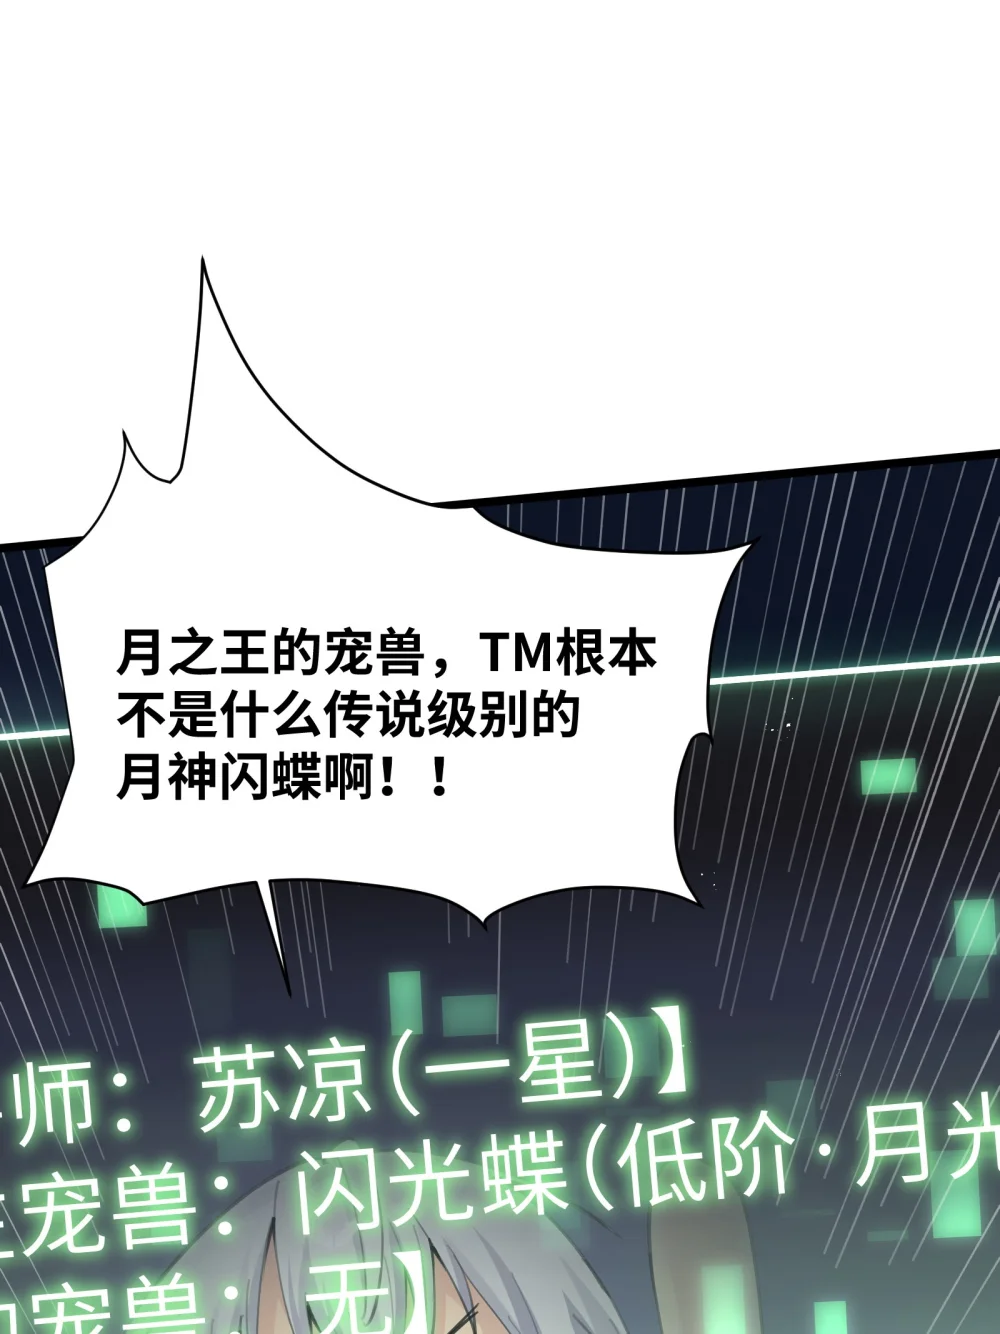 月之王的宠兽，TM根本
不是什么传说级别的
月神闪蝶啊！！
师：苏凉（一星）】
宠兽：闪光蝶（低阶·月光
宠兽：无】